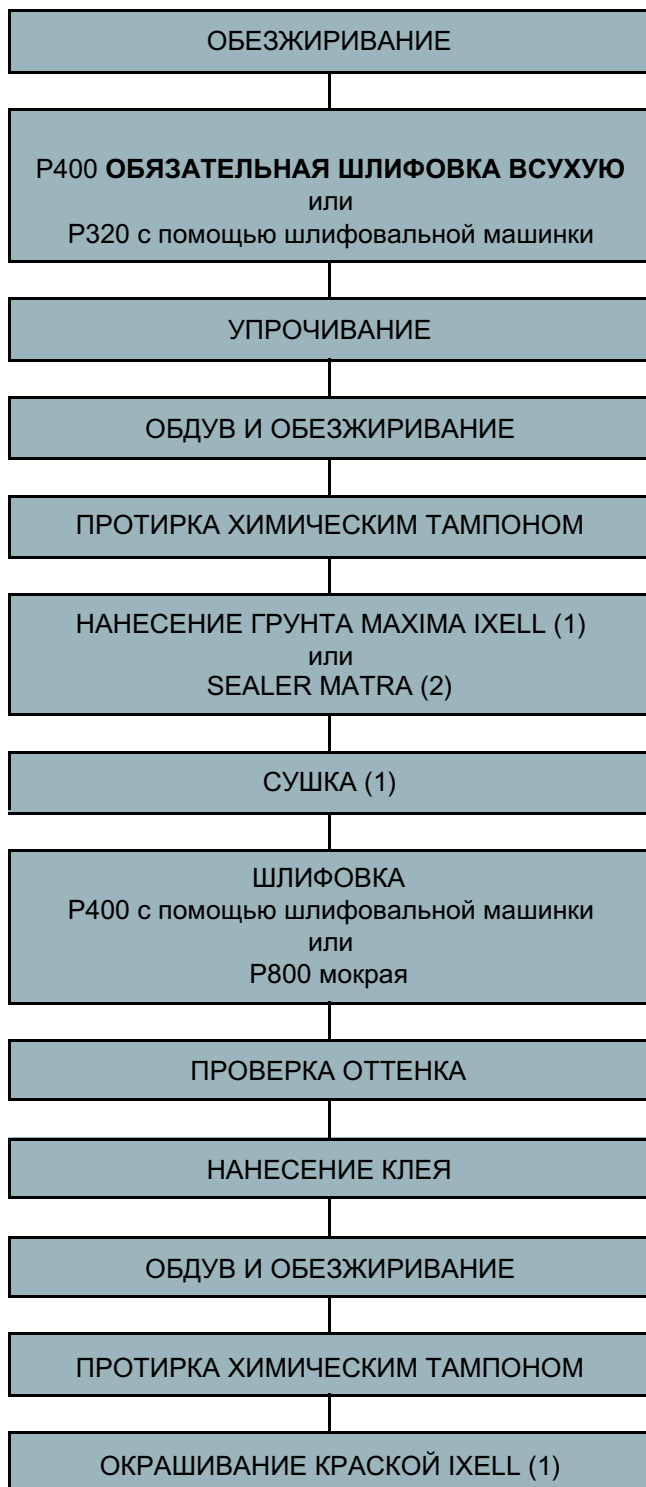 ОБЕЗЖИРИВАНИЕ
P400 ОБЯЗАТЕЛЬНАЯ ШЛИФОВКА ВСУХУЮ
или
P320 с помощью шлифовальной машинки
УПРОЧИВАНИЕ
ОБДУВ И ОБЕЗЖИРИВАНИЕ
ПРОТИРКА ХИМИЧЕСКИМ ТАМПОНОМ
НАНЕСЕНИЕ ГРУНТА MAXIMA IXELL (1)
или
SEALER MATRA (2)
СУШКА (1)
ШЛИФОВКА
P400 с помощью шлифовальной машинки
или
P800 мокрая
ПРОВЕРКА ОТТЕНКА
НАНЕСЕНИЕ КЛЕЯ
ОБДУВ И ОБЕЗЖИРИВАНИЕ
ПРОТИРКА ХИМИЧЕСКИМ ТАМПОНОМ
ОКРАШИВАНИЕ КРАСКОЙ IXELL (1)